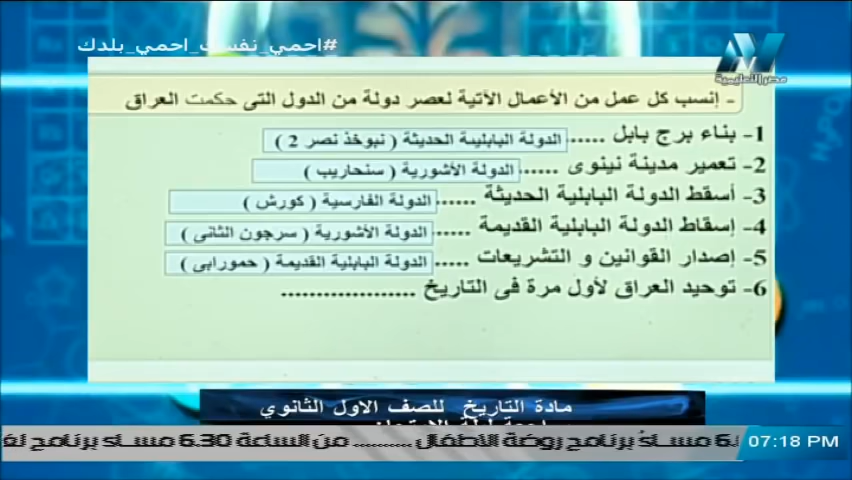 #احمي_نفسك_احمي_بلدك
مصر التعليمية
- إنسب كل عمل من الأعمال الآتية لعصر دولة من الدول التى حكمت العراق
1- بناء برج بابل ..... الدولة البابلينة الحديثة ( نبوخذ نصر 2 )
2- تعمير مدينة نينوى ...... الدولة الأشورية ( سنحاريب )
3- أسقط الدولة البابلية الحديثة ...... الدولة الفارسية ( كورش )
4- إسقاط الدولة البابلية القديمة ..... الدولة الأشورية ( سرجون الثانى )
5- إصدار القوانين و التشريعات ..... الدولة البابلية القديمة ( حمورابى )
6- توحيد العراق لأول مرة فى التاريخ ...................
مادة التاريخ للصف الاول الثانوي
6 مساءً برنامج روضة الاطفال .......... من الساعة 6.30 مساء برنامج
07:18 PM